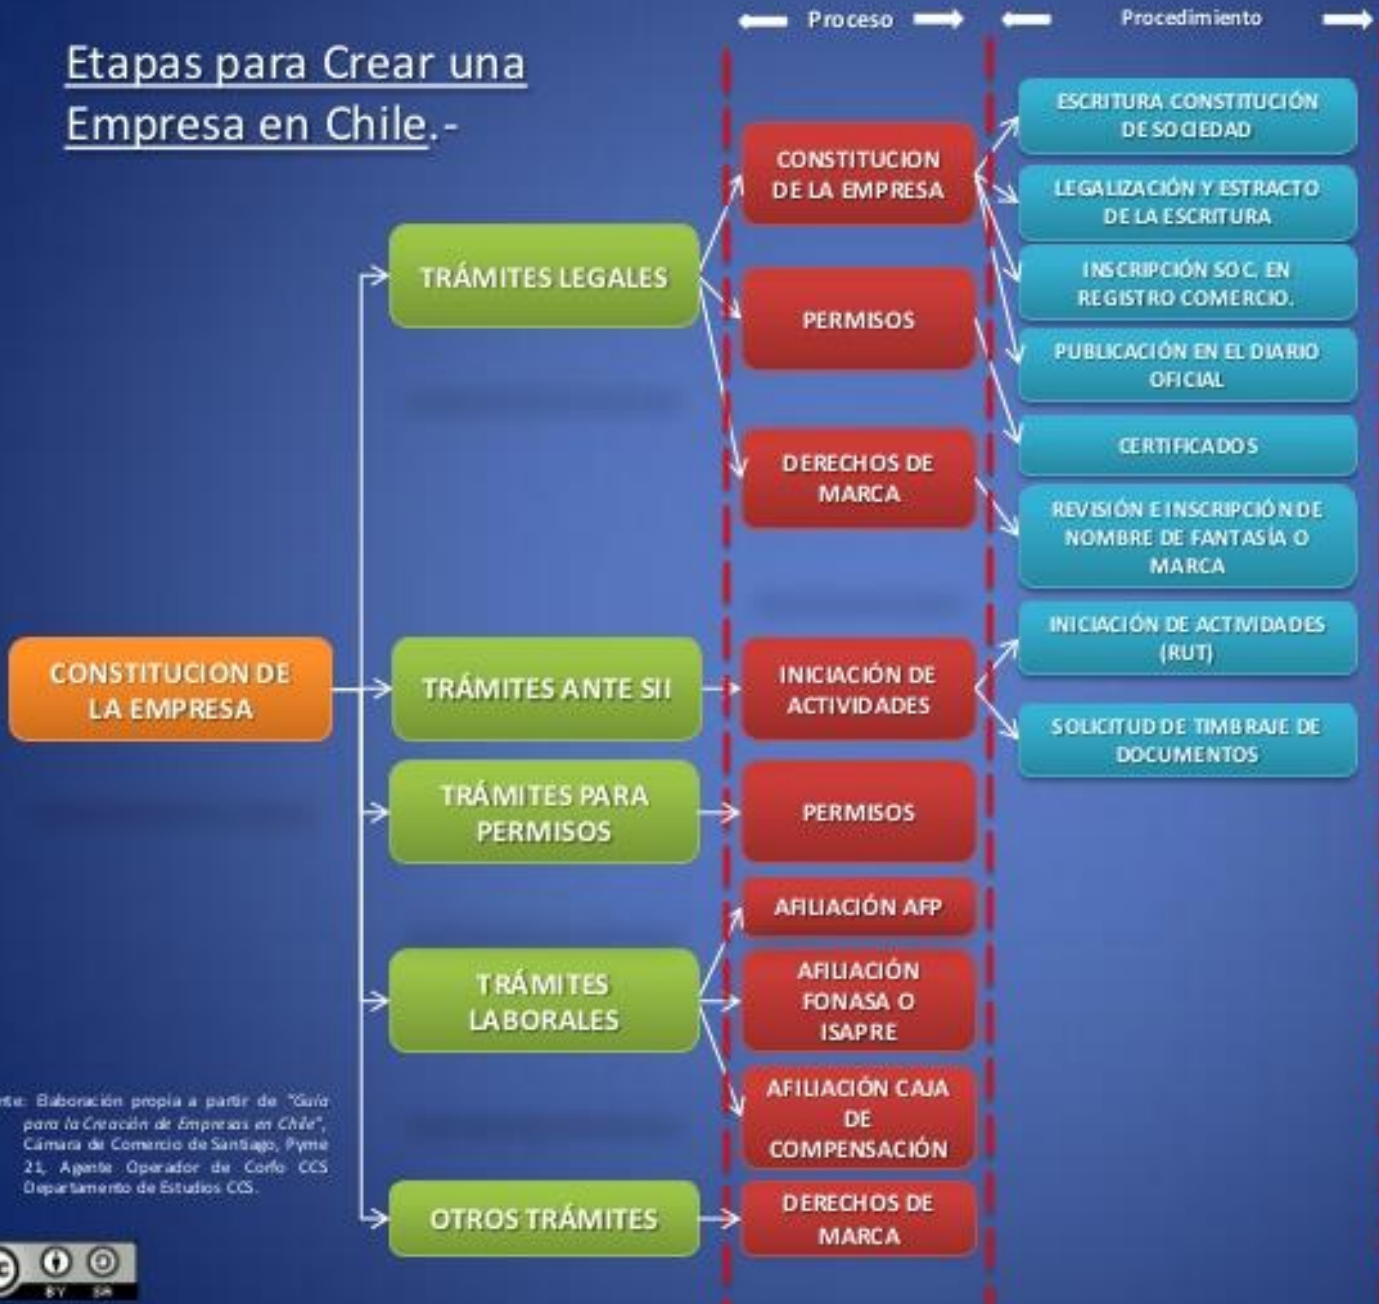 Proceso
Procedimiento
Etapas para Crear una
Empresa en Chile.-
CONSTITUCION DE
LA EMPRESA
TRÁMITES LEGALES
CONSTITUCION
DE LA EMPRESA
ESCRITURA CONSTITUCIÓN
DE SOCIEDAD
LEGALIZACIÓN Y ESTRACTO
DE LA ESCRITURA
INSCRIPCIÓN SOC. EN
REGISTRO COMERCIO.
PUBLICACIÓN EN EL DIARIO
OFICIAL
PERMISOS
CERTIFICADOS
DERECHOS DE
MARCA
REVISIÓN E INSCRIPCIÓN DE
NOMBRE DE FANTASÍA O
MARCA
TRÁMITES ANTE SII
INICIACIÓN DE
ACTIVIDADES
INICIACIÓN DE ACTIVIDADES
(RUT)
SOLICITUD DE TIMBRAJE DE
DOCUMENTOS
TRÁMITES PARA
PERMISOS
PERMISOS
TRÁMITES
LABORALES
AFILIACIÓN AFP
AFILIACIÓN
FONASA O
ISAPRE
AFILIACIÓN CAJA
DE
COMPENSACIÓN
OTROS TRÁMITES
DERECHOS DE
MARCA
nte: Elaboración propia a partir de "Guía
para la Creación de Empresas en Chile",
Cámara de Comercio de Santiago, Pyme
21, Agente Operador de Corfo CCS
Departamento de Estudios CCS.
cc
BY SA